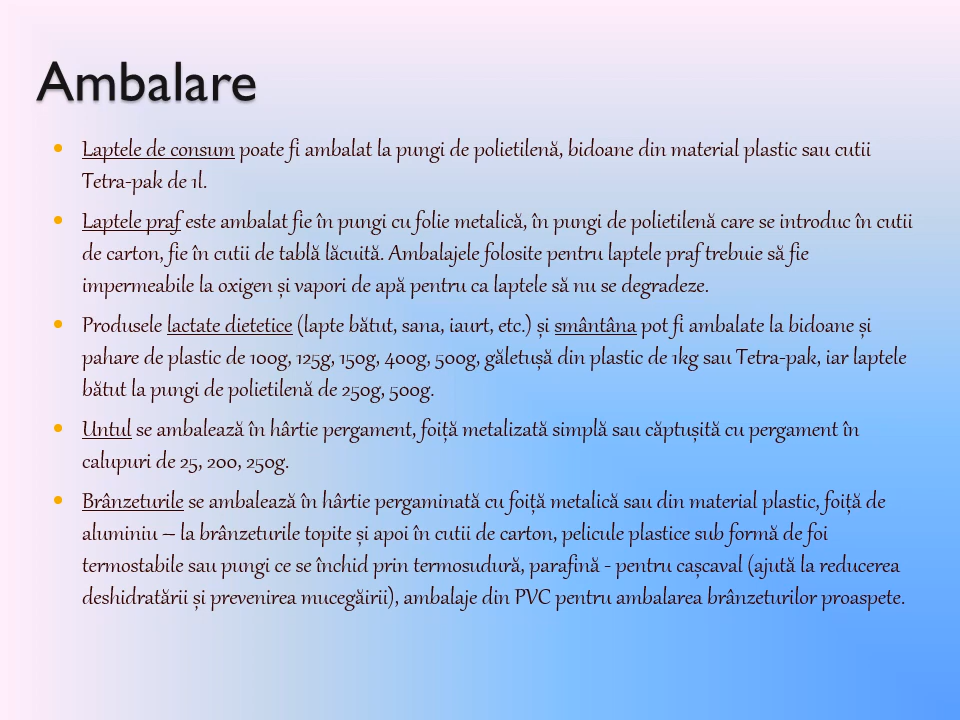 Ambalare
• Laptele de consum poate fi ambalat la pungi de polietilenă, bidoane din material plastic sau cutii
Tetra-pak de 1l.
• Laptele praf este ambalat fie în pungi cu folie metalică, în pungi de polietilenă care se introduc în cutii
de carton, fie în cutii de tablă lăcuită. Ambalajele folosite pentru laptele praf trebuie să fie
impermeabile la oxigen și vapori de apă pentru ca laptele să nu se degradeze.
• Produsele lactate dietetice (lapte bătut, sana, iaurt, etc.) și smântâna pot fi ambalate la bidoane și
pahare de plastic de 100g, 125g, 150g, 400g, 500g, găletușă din plastic de 1kg sau Tetra-pak, iar laptele
bătut la pungi de polietilenă de 250g, 500g.
• Untul se ambalează în hârtie pergament, foiță metalizată simplă sau căptușită cu pergament în
calupuri de 25, 200, 250g.
• Brânzeturile se ambalează în hârtie pergaminată cu foiță metalică sau din material plastic, foiță de
aluminiu – la brânzeturile topite și apoi în cutii de carton, pelicule plastice sub formă de foi
termostabile sau pungi ce se închid prin termosudură, parafină - pentru cașcaval (ajută la reducerea
deshidratării și prevenirea mucegăirii), ambalaje din PVC pentru ambalarea brânzeturilor proaspete.